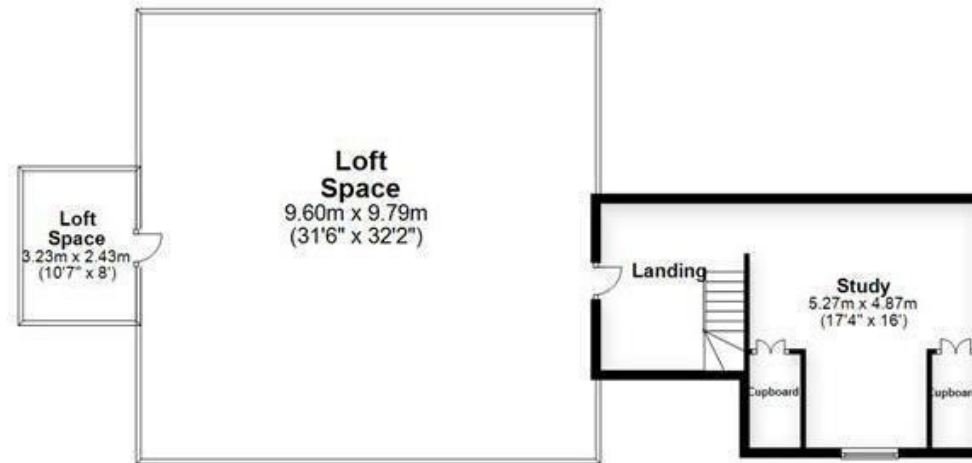 Loft
Space
9.60m x 9.79m
(31'6" x 32'2")
Loft
Space
3.23m x 2.43m
(10'7" x 8')
Landing
Study
5.27m x 4.87m
(17'4" x 16')
Cupboard
Cupboard